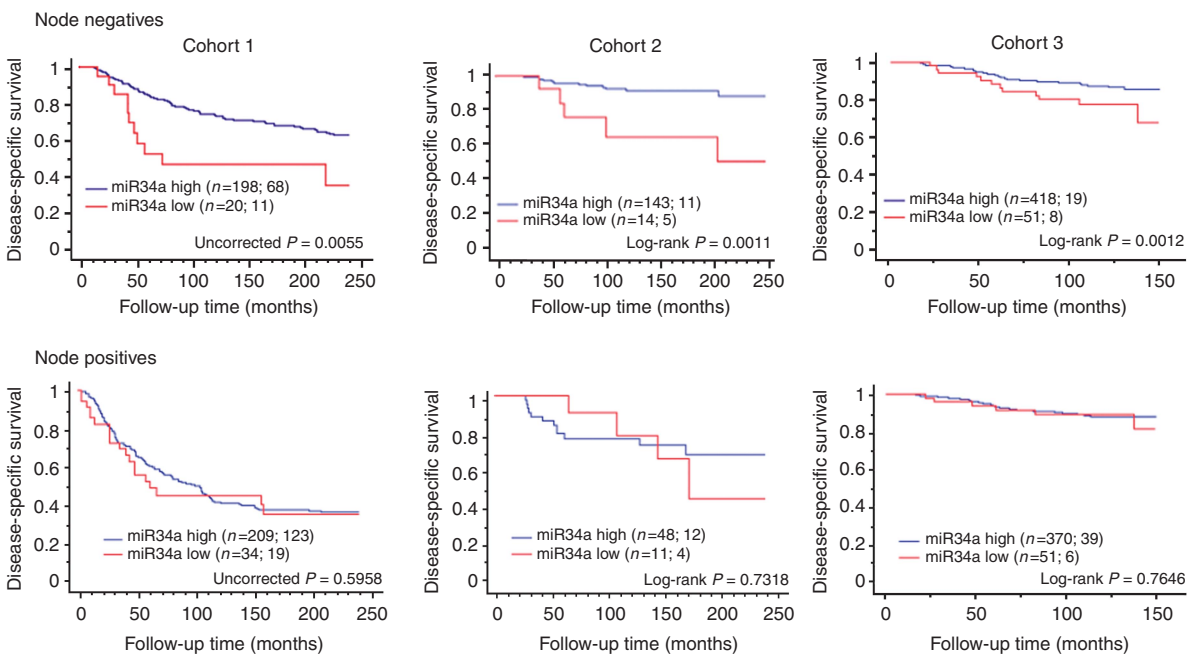 Node negatives
Cohort 1
Disease-specific survival
1
0.8
0.6
0.4
0.2
0
miR34a high (n=198; 68)
miR34a low (n=20; 11)
Uncorrected P = 0.0055
0 50 100 150 200 250
Follow-up time (months)
Cohort 2
Disease-specific survival
1
0.8
0.6
0.4
0.2
0
miR34a high (n=143; 11)
miR34a low (n=14; 5)
Log-rank P = 0.0011
0 50 100 150 200 250
Follow-up time (months)
Cohort 3
Disease-specific survival
1
0.8
0.6
0.4
0.2
0
miR34a high (n=418; 19)
miR34a low (n=51; 8)
Log-rank P = 0.0012
0 50 100 150
Follow-up time (months)
Node positives
Disease-specific survival
1
0.8
0.6
0.4
0.2
0
miR34a high (n=209; 123)
miR34a low (n=34; 19)
Uncorrected P = 0.5958
0 50 100 150 200 250
Follow-up time (months)
Disease-specific survival
1
0.8
0.6
0.4
0.2
0
miR34a high (n=48; 12)
miR34a low (n=11; 4)
Log-rank P = 0.7318
0 50 100 150 200 250
Follow-up time (months)
Disease-specific survival
1
0.8
0.6
0.4
0.2
0
miR34a high (n=370; 39)
miR34a low (n=51; 6)
Log-rank P = 0.7646
0 50 100 150
Follow-up time (months)